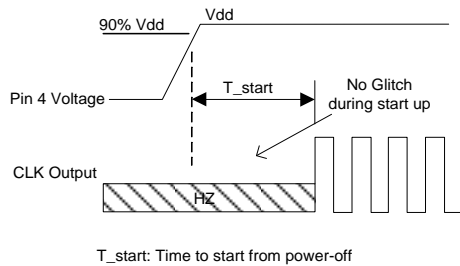 Vdd
90% Vdd
T_start
No Glitch
during start up
Pin 4 Voltage
CLK Output
HZ
T_start: Time to start from power-off